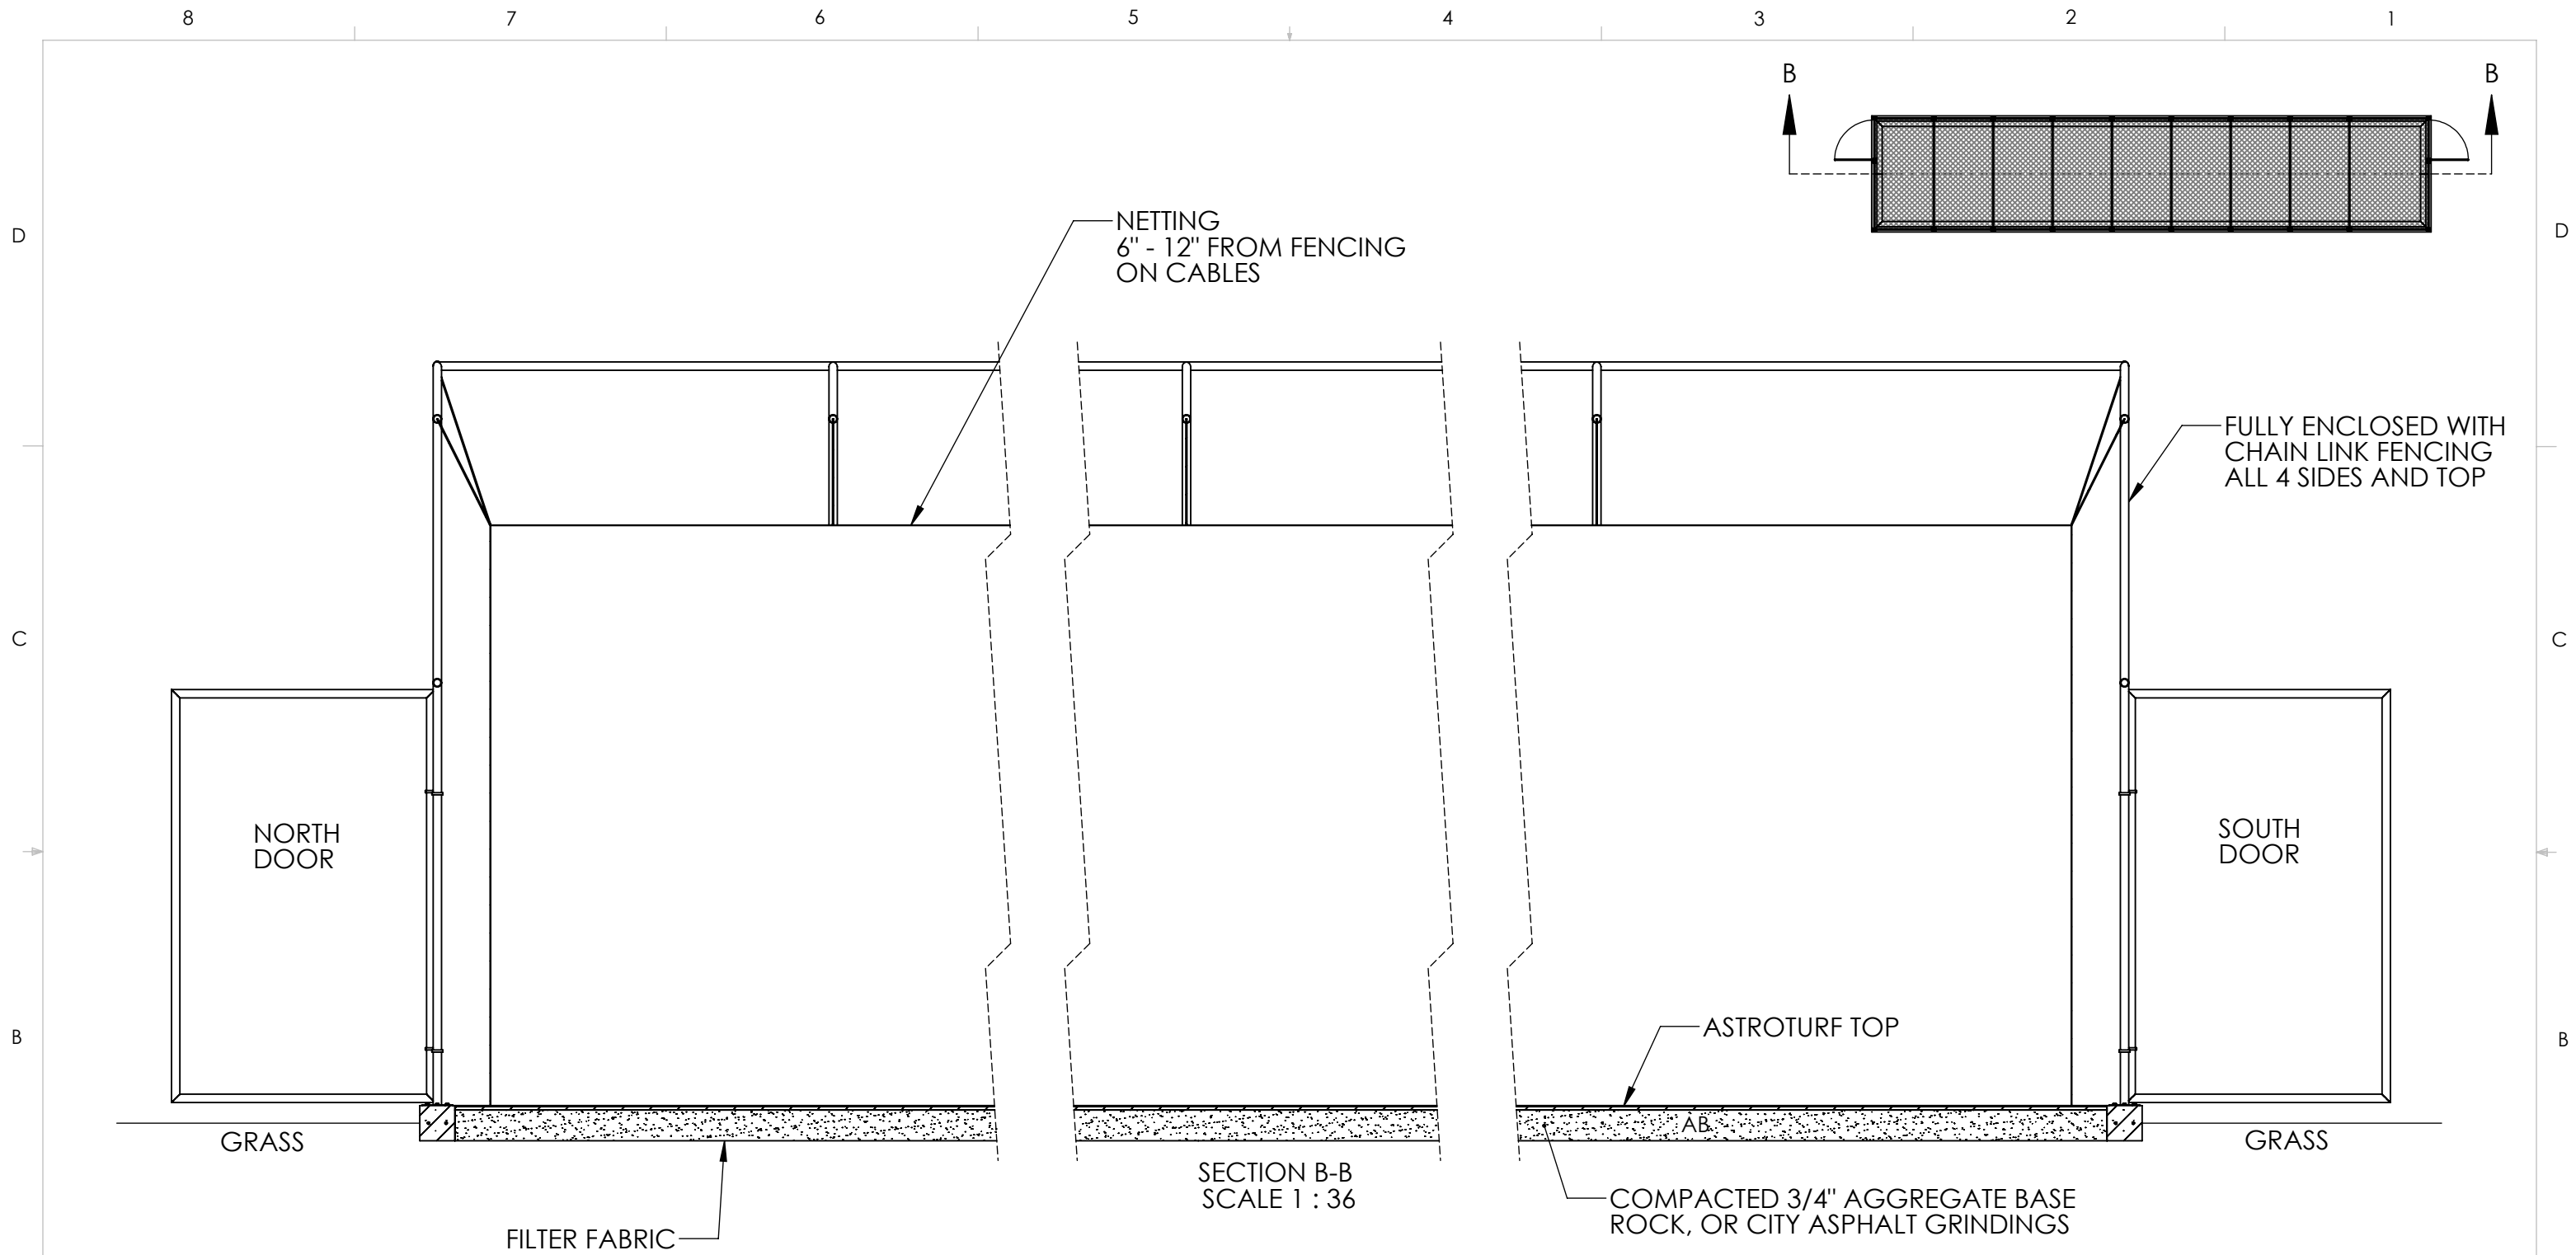 8 7 6 5 4 3 2 1
B B
D D
NETTING
6" - 12" FROM FENCING
ON CABLES
FULLY ENCLOSED WITH
CHAIN LINK FENCING
ALL 4 SIDES AND TOP
C C
NORTH
DOOR
SOUTH
DOOR
B B
ASTROTURF TOP
AB
GRASS
GRASS
SECTION B-B
SCALE 1 : 36
COMPACTED 3/4" AGGREGATE BASE
ROCK, OR CITY ASPHALT GRINDINGS
FILTER FABRIC